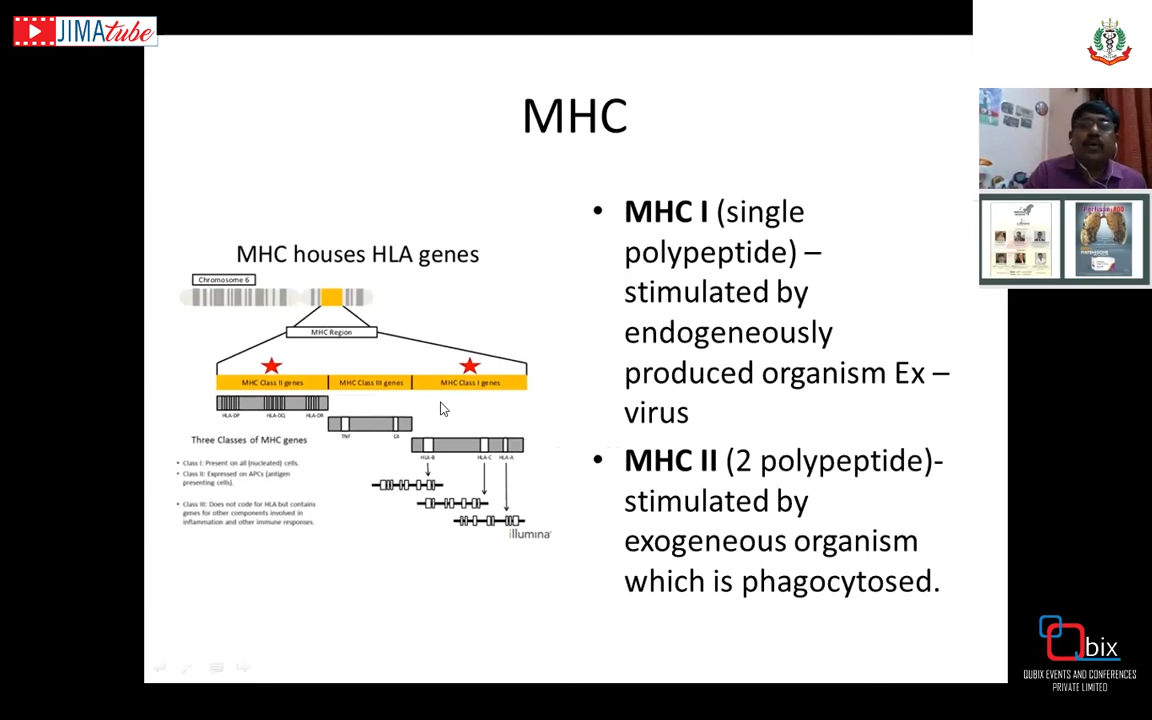 JIMAtube
MHC
MHC houses HLA genes
Chromosome 6
MHC Region
MHC Class II genes
MHC Class III genes
MHC Class I genes
HLA-DP
HLA-DQ
HLA-DR
TNF
HLA-B
HLA-C
HLA-A
Three Classes of MHC genes
• Class I: Present on all (nucleated) cells.
• Class II: Expressed on APCs (antigen
presenting cells).
• Class III: Does not code for HLA but contains
genes for other components involved in
inflammation and other immune responses.
illumina
• MHC I (single
polypeptide) –
stimulated by
endogeneously
produced organism Ex –
virus
• MHC II (2 polypeptide)-
stimulated by
exogeneous organism
which is phagocytosed.
Qbix
QUBIX EVENTS AND CONFERENCES
PRIVATE LIMITED